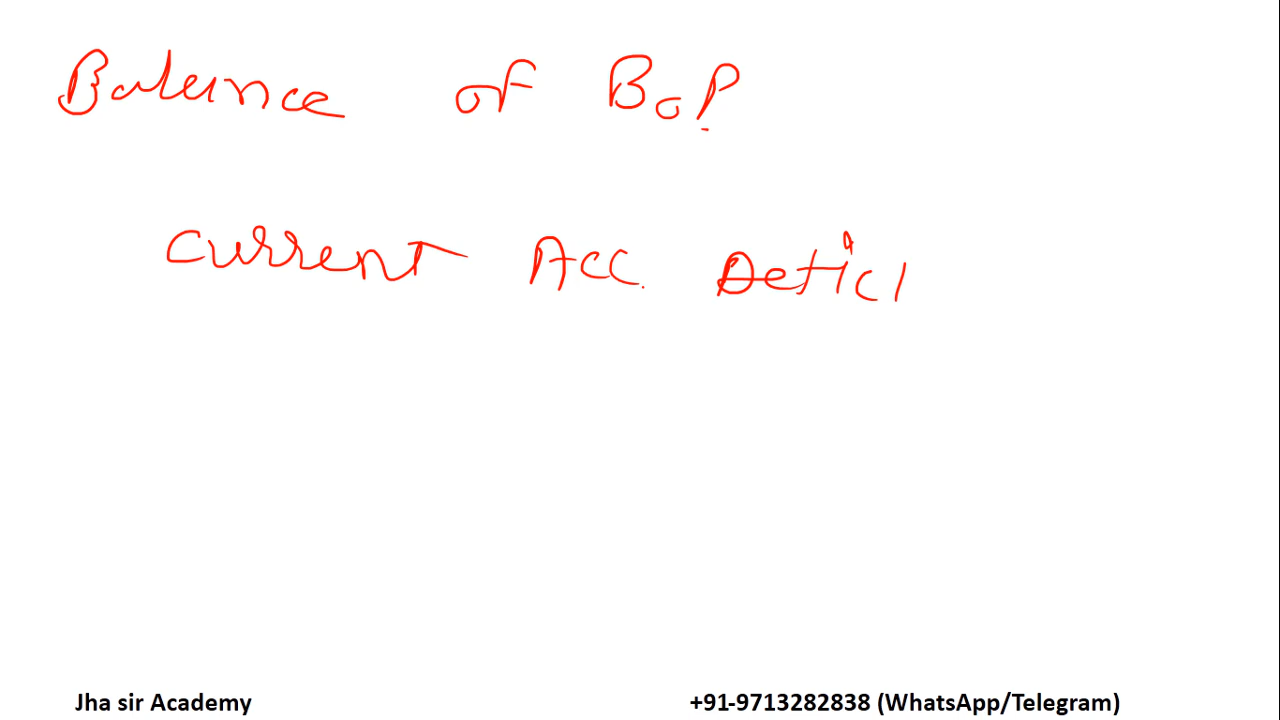 Balance of BoP
Current Acc. Deficit
Jha sir Academy
+91-9713282838 (WhatsApp/Telegram)